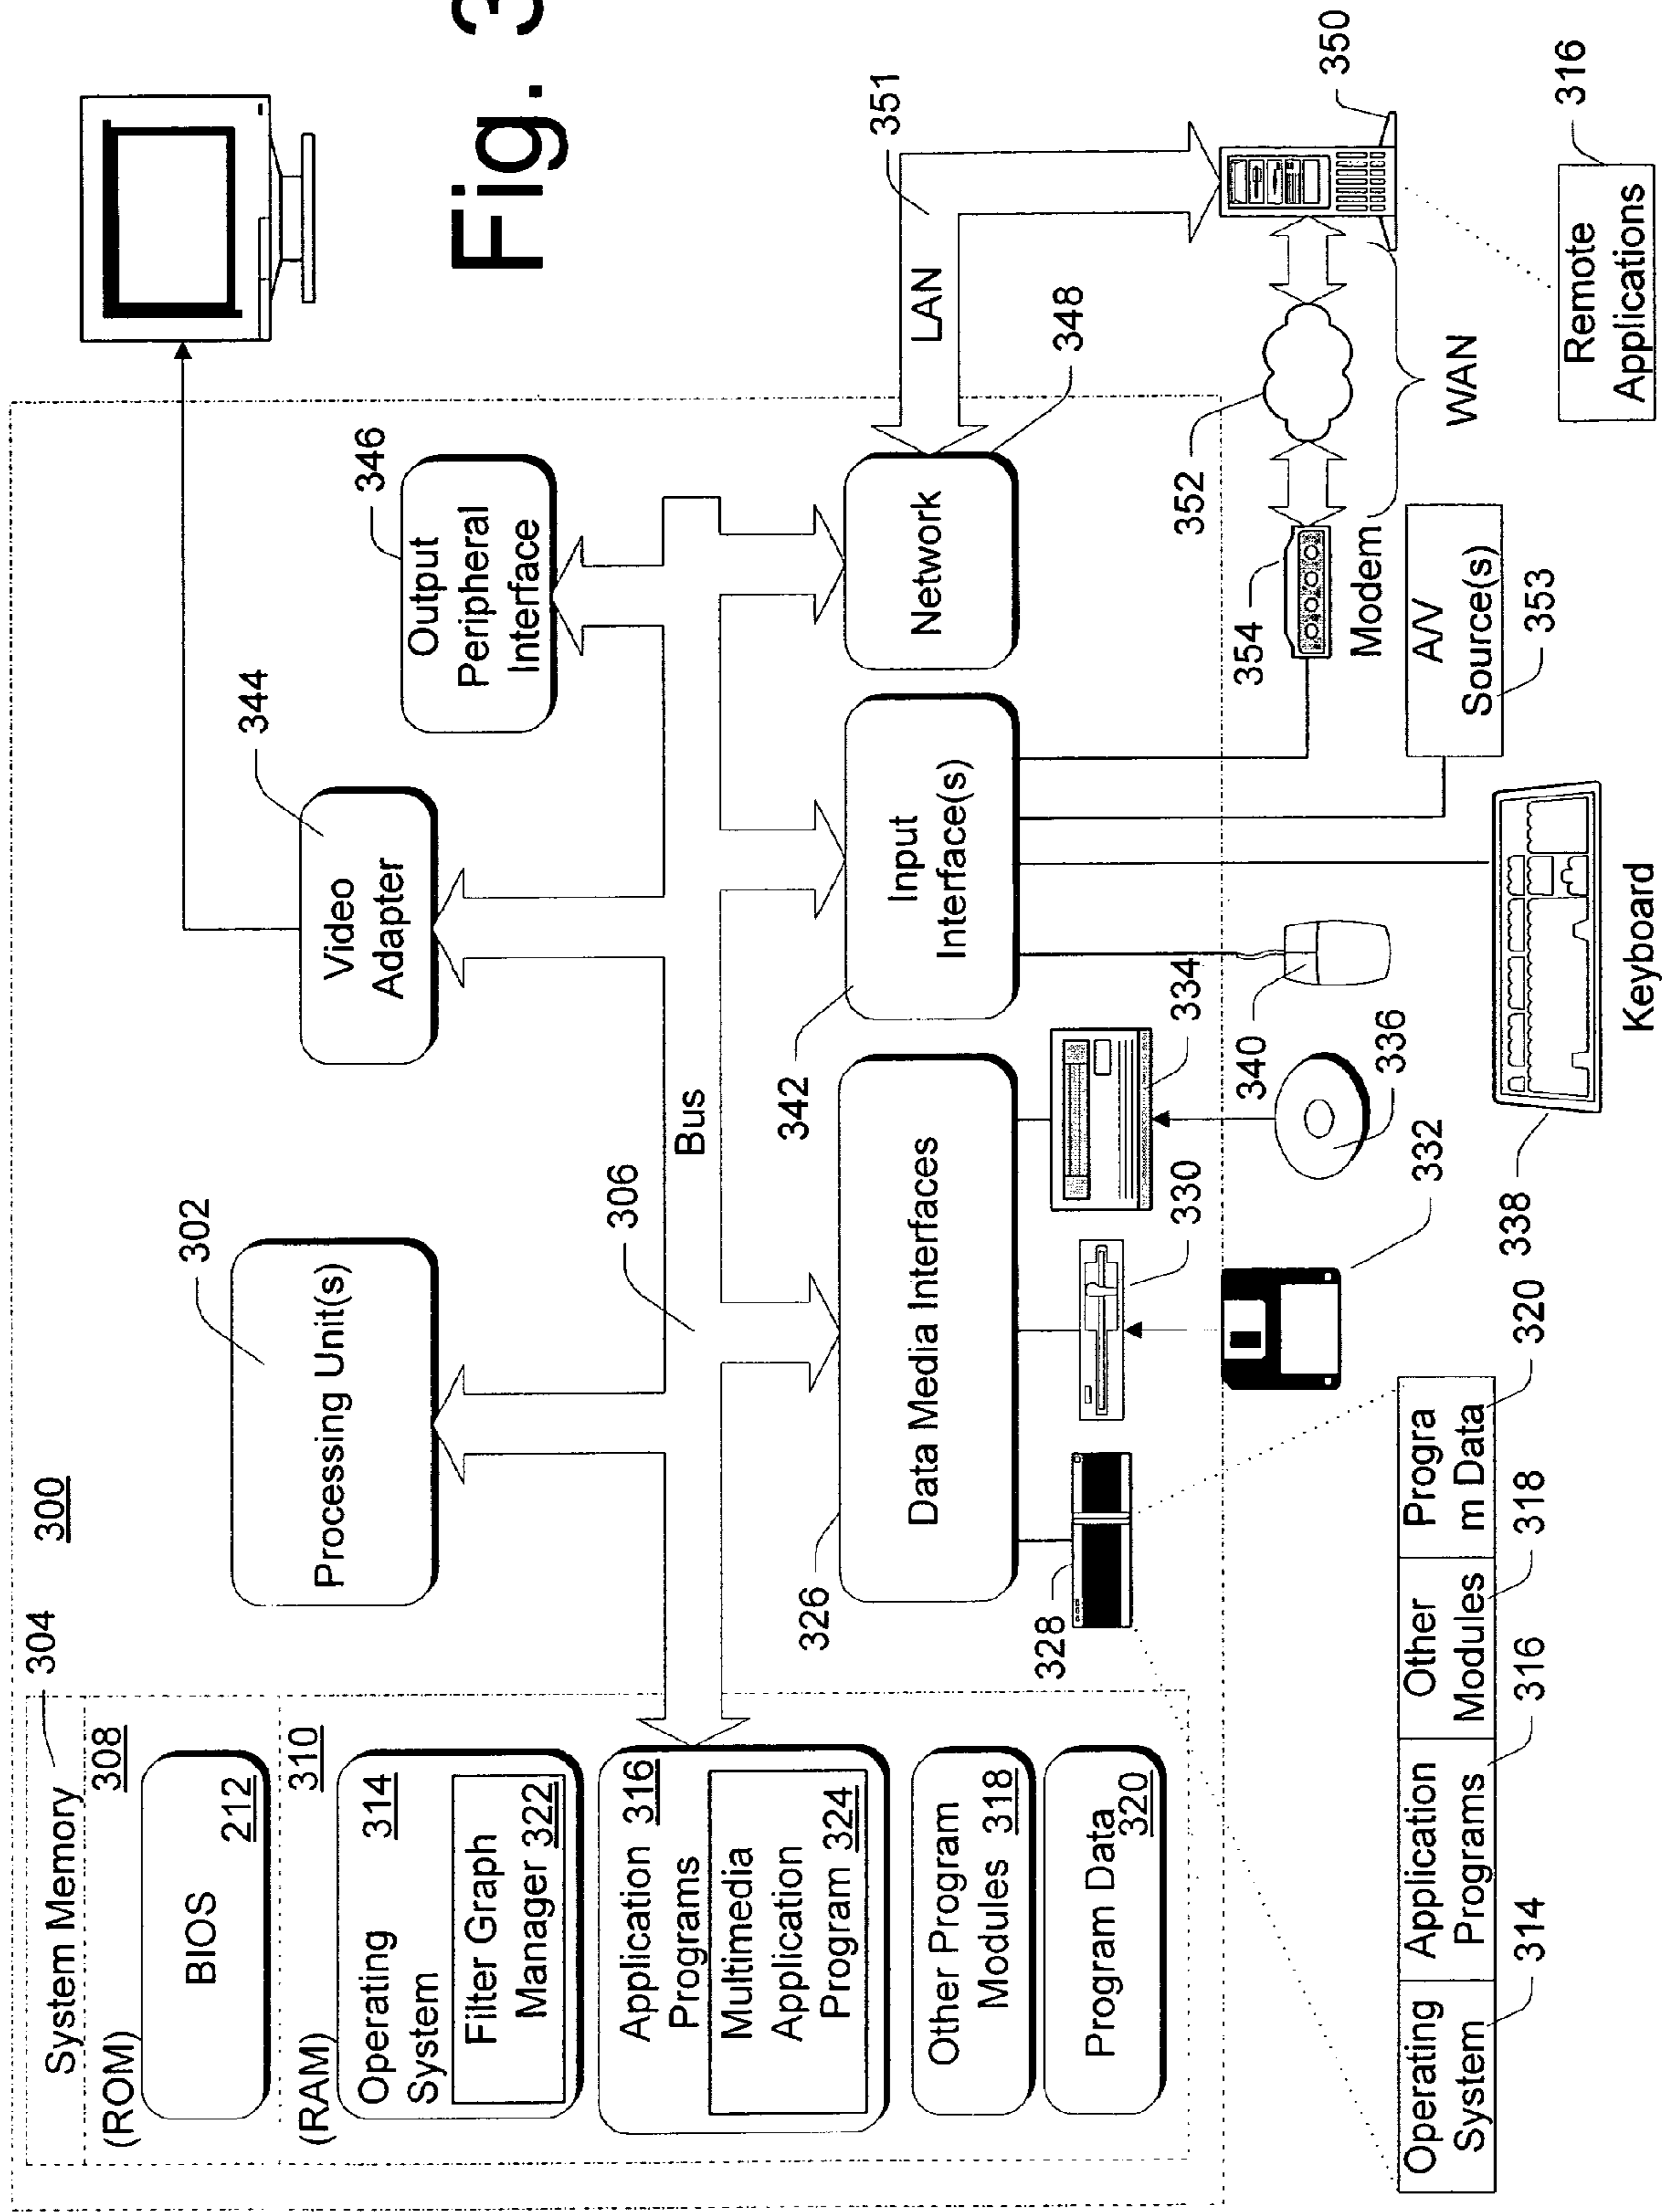 300
System Memory
304
(ROM) 308
BIOS
212
(RAM) 310
Operating 314
System
Filter Graph
Manager 322
Application 316
Programs
Multimedia
Application
Program 324
Other Program
Modules 318
Program Data
320
Processing Unit(s)
302
306
Bus
Video
Adapter
344
Output
Peripheral
Interface
346
Fig. 3
Data Media Interfaces
326
Input
Interface(s)
342
Network
348
LAN
351
328
330
334
332
336
340
354
Modem
352
WAN
350
A/V
Source(s)
353
Remote
Applications
316
Operating
System
Application
Programs
Other
Modules
Progra
m Data
314
316
318
320
338
Keyboard